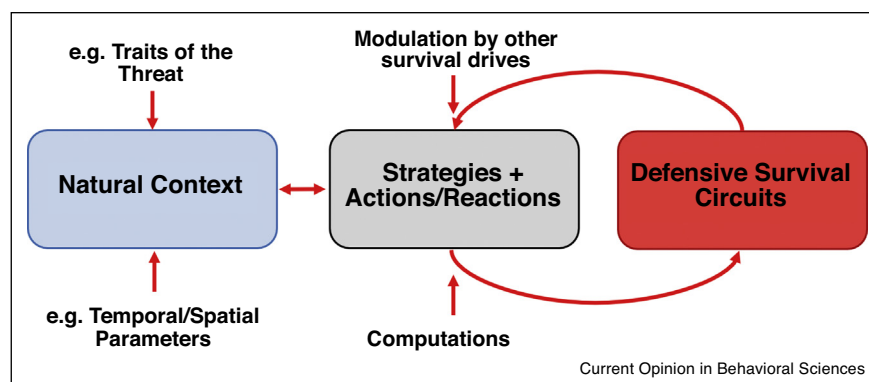 e.g. Traits of the
Threat
Modulation by other
survival drives
Natural Context
Strategies +
Actions/Reactions
Defensive Survival
Circuits
e.g. Temporal/Spatial
Parameters
Computations
Current Opinion in Behavioral Sciences